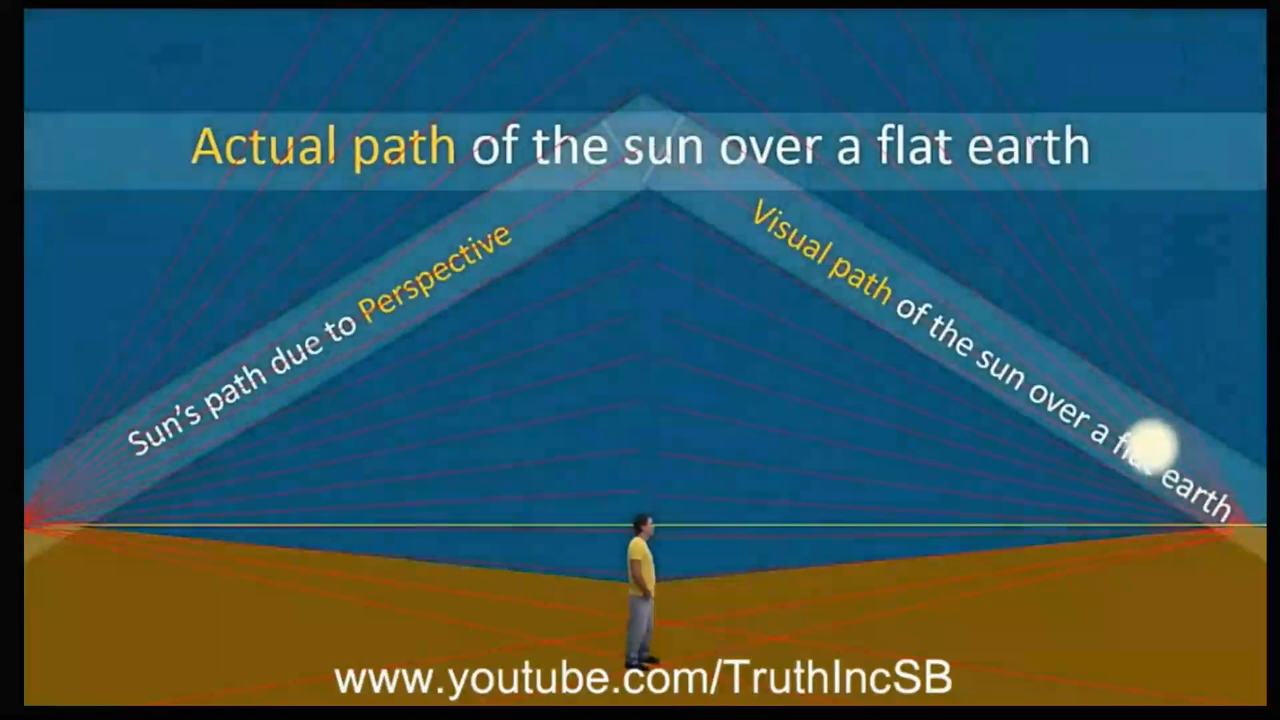 Actual path of the sun over a flat earth
Sun's path due to Perspective
Visual path of the sun over a flat earth
www.youtube.com/TruthIncSB